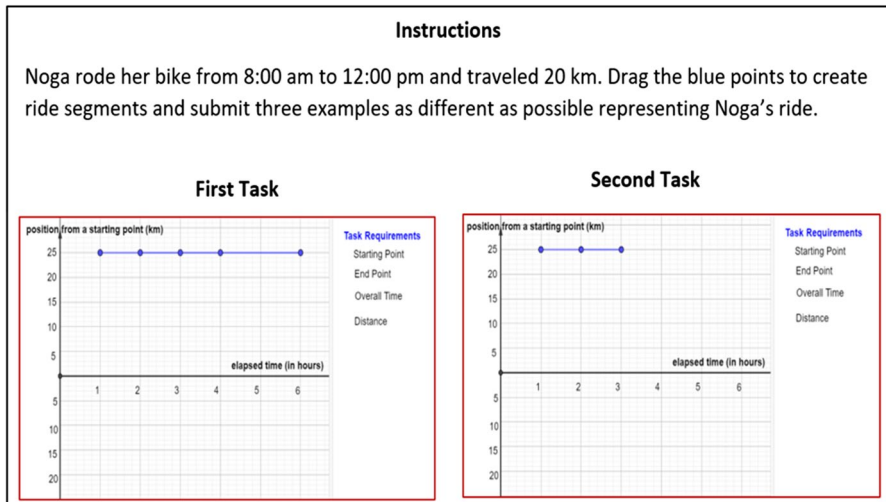 Instructions
Noga rode her bike from 8:00 am to 12:00 pm and traveled 20 km. Drag the blue points to create
ride segments and submit three examples as different as possible representing Noga's ride.
First Task
position from a starting point (km)
25
20
15
10
5
elapsed time (in hours)
1 2 3 4 5 6
5
10
15
20
Task Requirements
Starting Point
End Point
Overall Time
Distance
Second Task
position from a starting point (km)
25
20
15
10
5
elapsed time (in hours)
1 2 3 4 5 6
5
10
15
20
Task Requirements
Starting Point
End Point
Overall Time
Distance